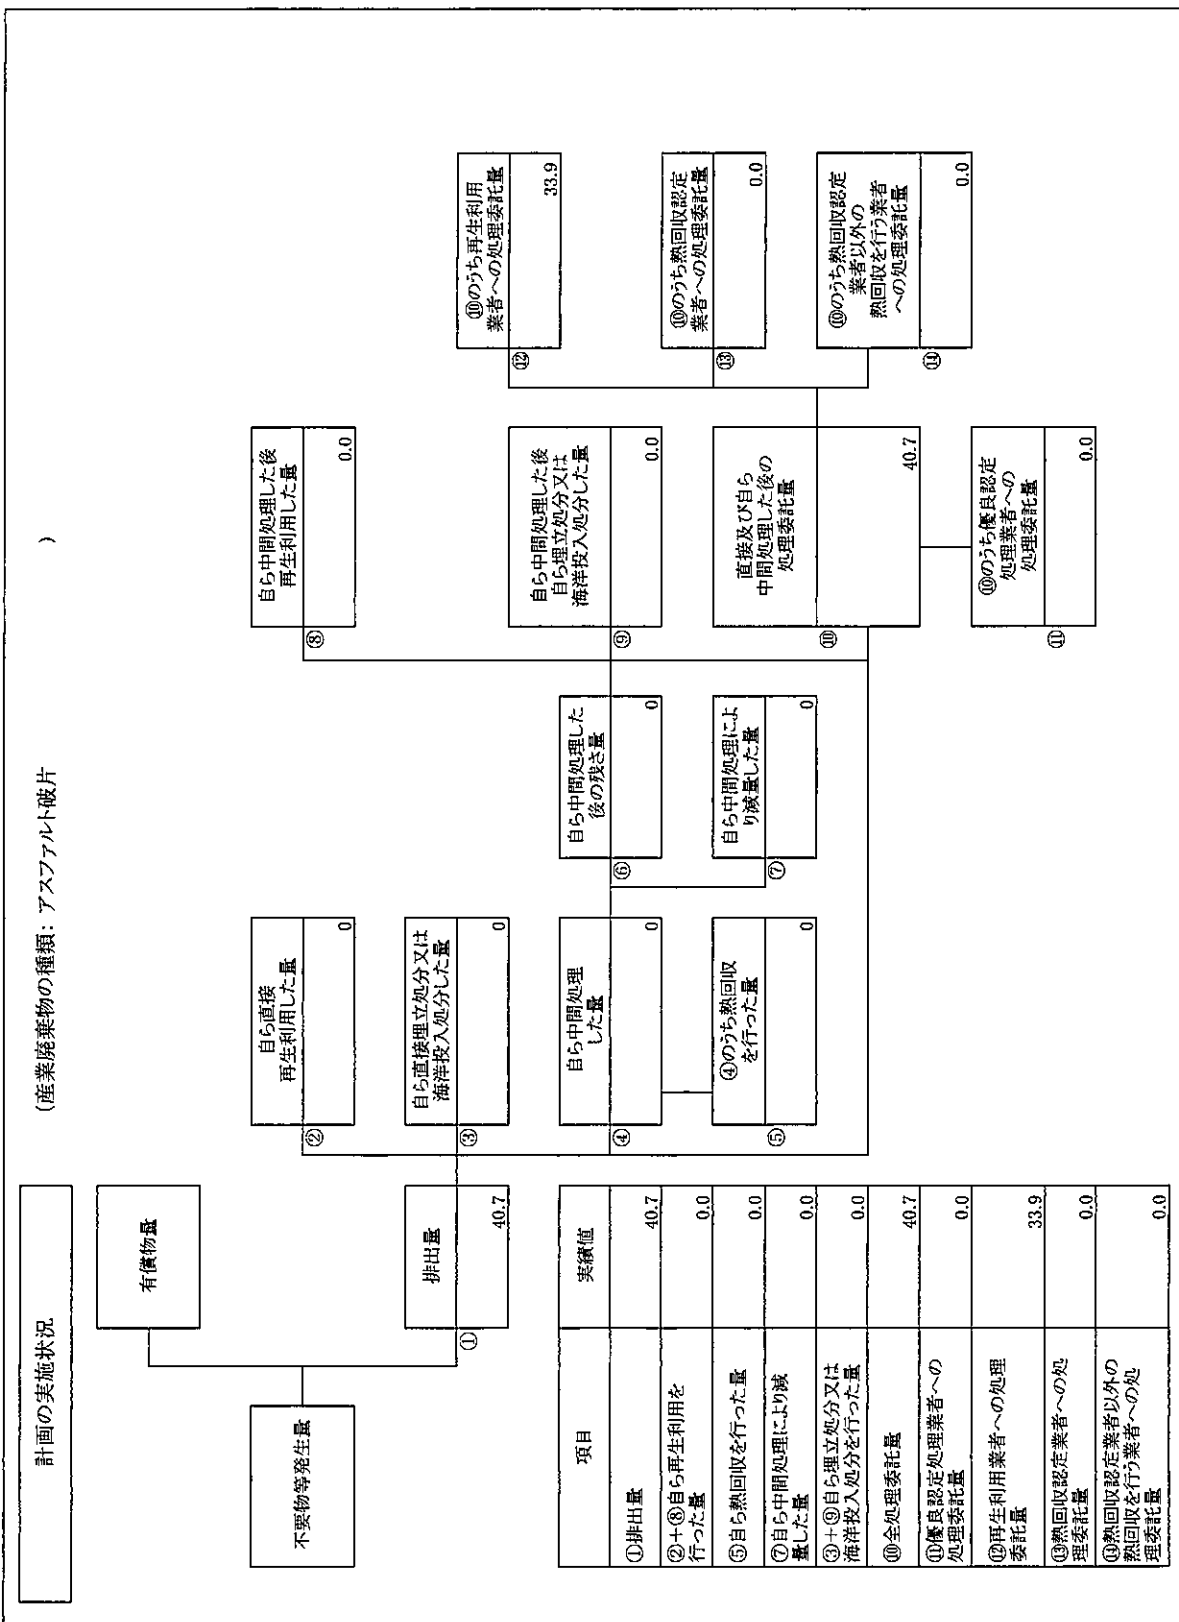 計画の実施状況
(産業廃棄物の種類：アスファルト破片
)
不要物等発生量
有償物量
排出量
①
40.7
自ら直接
再生利用した量
②
0
自ら直接埋立処分又は
海洋投入処分した量
③
0
自ら中間処理
した量
④
0
④のうち熱回収
を行った量
⑤
0
自ら中間処理した
後の残さ量
⑥
0
自ら中間処理によ
り減量した量
⑦
0
自ら中間処理した後
再生利用した量
⑧
0.0
自ら中間処理した後
自ら埋立処分又は
海洋投入処分した量
⑨
0.0
直接及び自ら
中間処理した後の
処理委託量
⑩
40.7
⑩のうち優良認定
処理業者への
処理委託量
⑪
0.0
⑩のうち再生利用
業者への処理委託量
⑫
33.9
⑩のうち熱回収認定
業者への処理委託量
⑬
0.0
⑩のうち熱回収認定
業者以外の
熱回収を行う業者
への処理委託量
⑭
0.0
項目
実績値
①排出量
40.7
②+⑧自ら再生利用を
行った量
0.0
⑤自ら熱回収を行った量
0.0
⑦自ら中間処理により減
量した量
0.0
③+⑨自ら埋立処分又は
海洋投入処分を行った量
0.0
⑩全処理委託量
40.7
⑪優良認定処理業者への
処理委託量
0.0
⑫再生利用業者への処理
委託量
33.9
⑬熱回収認定業者への処
理委託量
0.0
⑭熱回収認定業者以外の
熱回収を行う業者への処
理委託量
0.0